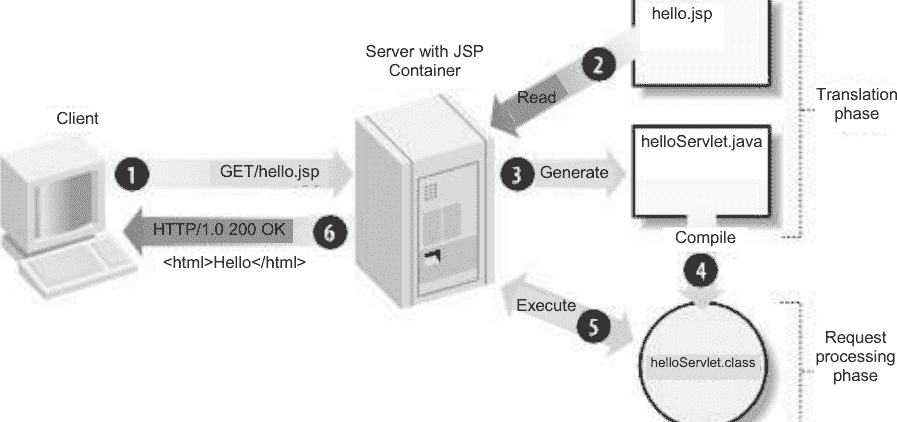 hello.jsp
Server with JSP
Container
2
Read
Translation
phase
Client
helloServlet.java
1
GET/hello.jsp
3
Generate
HTTP/1.0 200 OK
6
<html>Hello</html>
Compile
4
Execute
5
Request
processing
phase
helloServlet.class